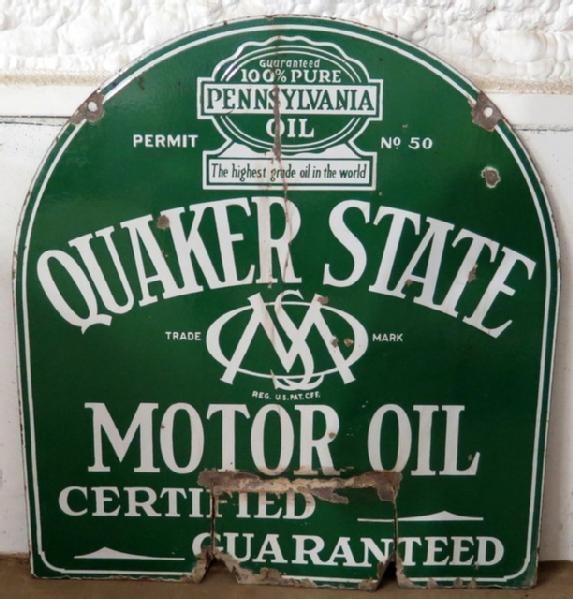 Guaranteed
100% PURE
PENNSYLVANIA
OIL
PERMIT Nº 50
The highest grade oil in the world
QUAKER STATE
TRADE MARK
REG. U.S. PAT. OFF.
MOTOR OIL
CERTIFIED
GUARANTEED